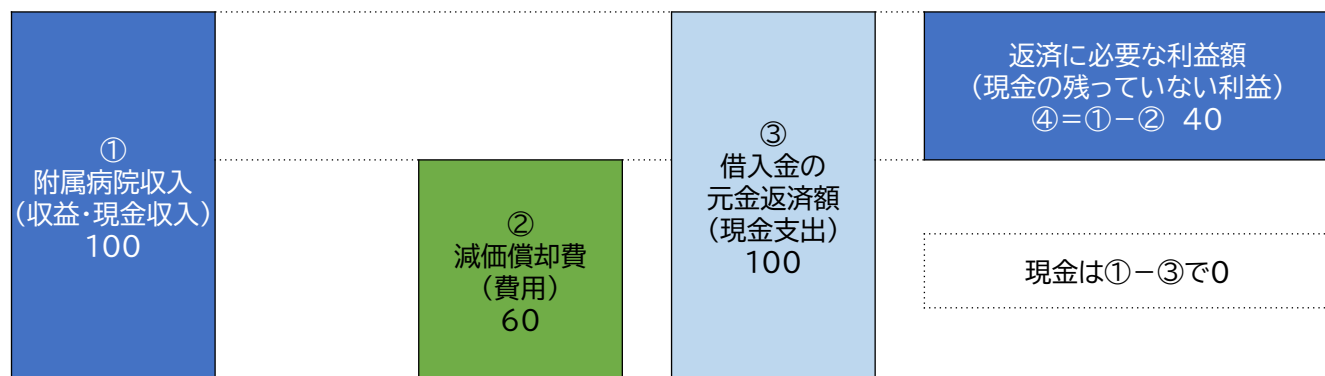 ①
附属病院収入
(収益・現金収入)
100
②
減価償却費
(費用)
60
③
借入金の
元金返済額
(現金支出)
100
返済に必要な利益額
(現金の残っていない利益)
④＝①－② 40
現金は①－③で0